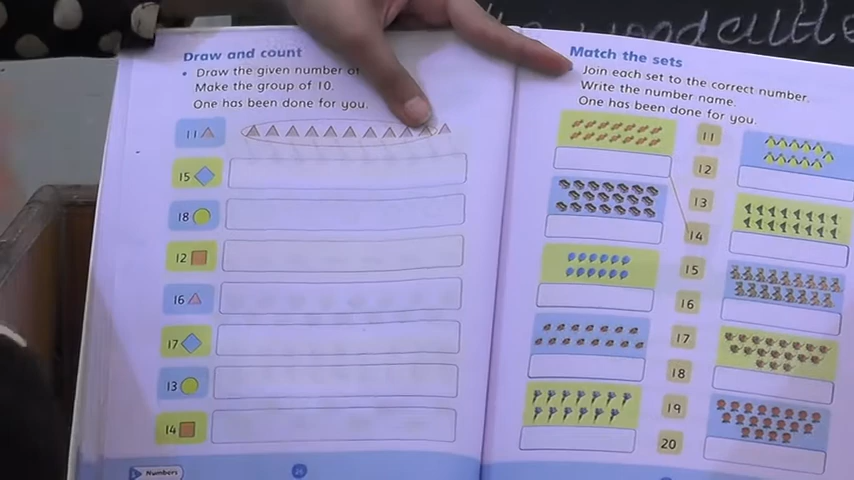 Draw and count
• Draw the given number of
Make the group of 10.
One has been done for you.
11
15
18
12
16
17
13
14
Numbers
Match the sets
Join each set to the correct number.
Write the number name.
One has been done for you.
11
12
13
14
15
16
17
18
19
20